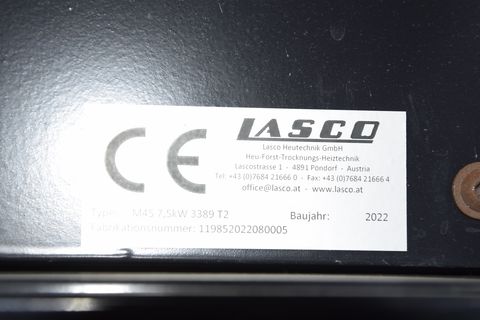 CE
LASCO
Lasco Heutechnik GmbH
Heu-Forst-Trocknungs-Heiztechnik
Lascostrasse 1 - 4891 Pöndorf - Austria
Tel: +43 (0)7684 21666 0 - Fax: +43 (0)7684 21666 4
office@lasco.at - www.lasco.at
Type: M45 7,5kW 3389 T2 Baujahr: 2022
Fabrikationsnummer: 119852022080005